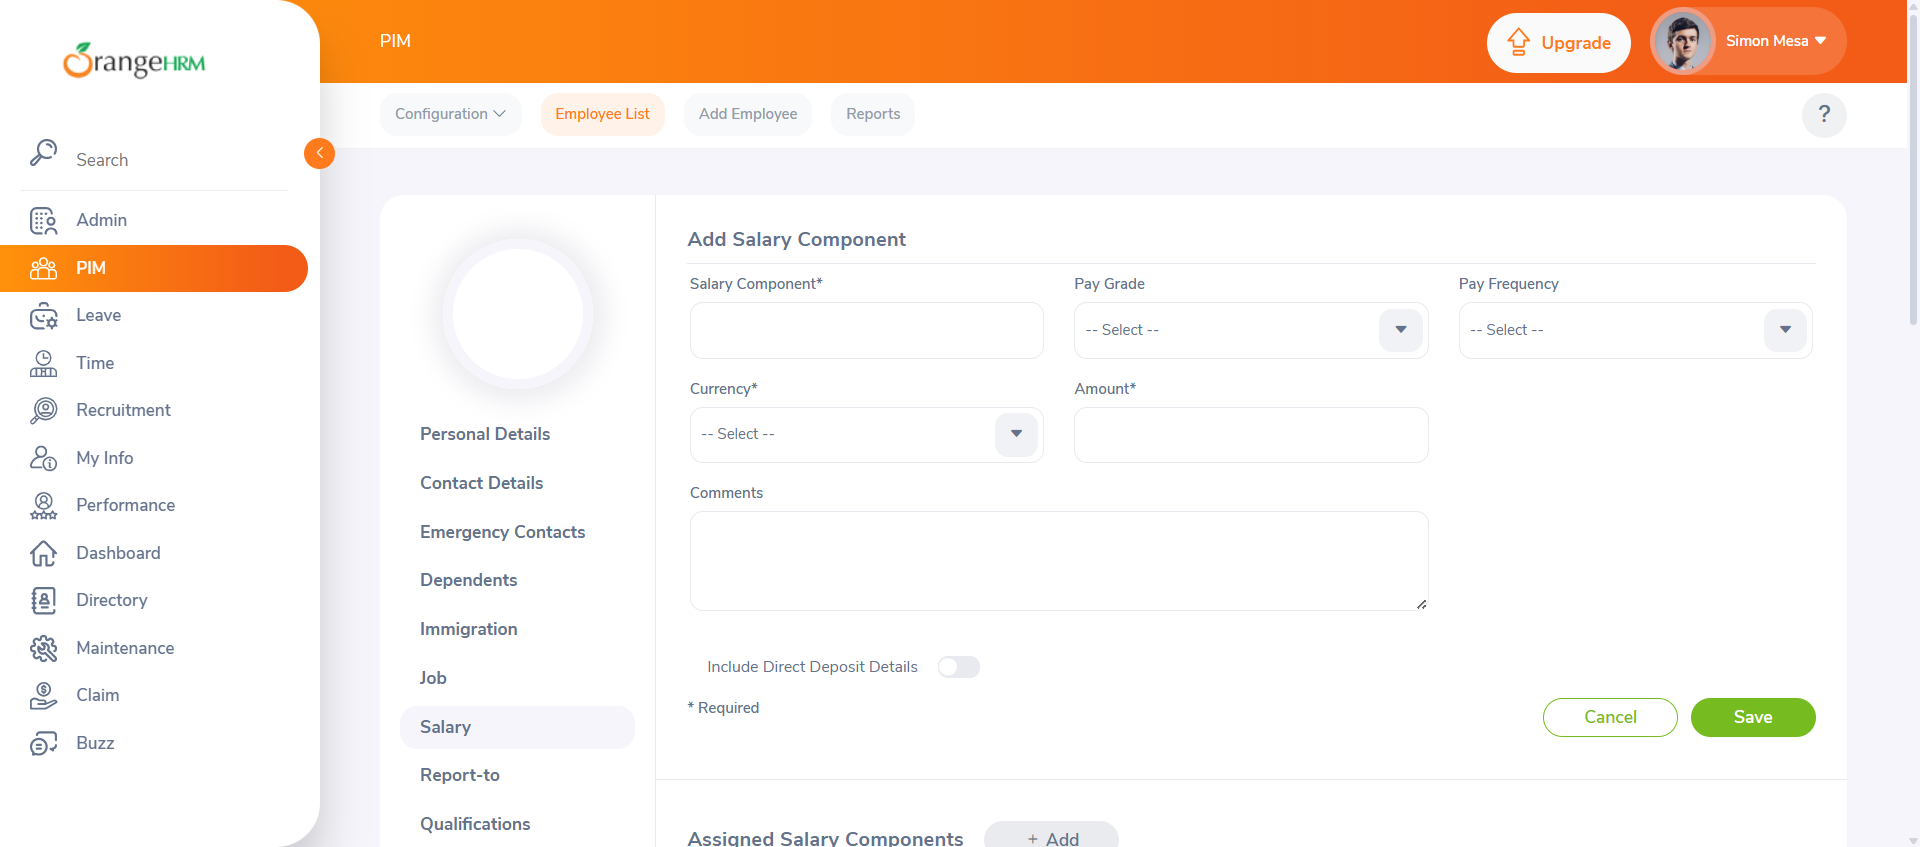 OrangeHRM
Search
Admin
PIM
Leave
Time
Recruitment
My Info
Performance
Dashboard
Directory
Maintenance
Claim
Buzz
PIM
Upgrade
Simon Mesa
Configuration
Employee List
Add Employee
Reports
?
Personal Details
Contact Details
Emergency Contacts
Dependents
Immigration
Job
Salary
Report-to
Qualifications
Add Salary Component
Salary Component*
Pay Grade
-- Select --
Pay Frequency
-- Select --
Currency*
-- Select --
Amount*
Comments
Include Direct Deposit Details
* Required
Cancel
Save
Assigned Salary Components
+ Add